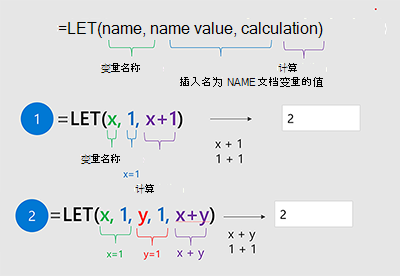 =LET(name, name value, calculation)
变量名称
计算
插入名为 NAME 文档变量的值
1 =LET(x, 1, x+1)
2
x + 1
1 + 1
变量名称
x=1
计算
2 =LET(x, 1, y, 1, x+y)
2
x + y
1 + 1
x=1 y=1 x + y